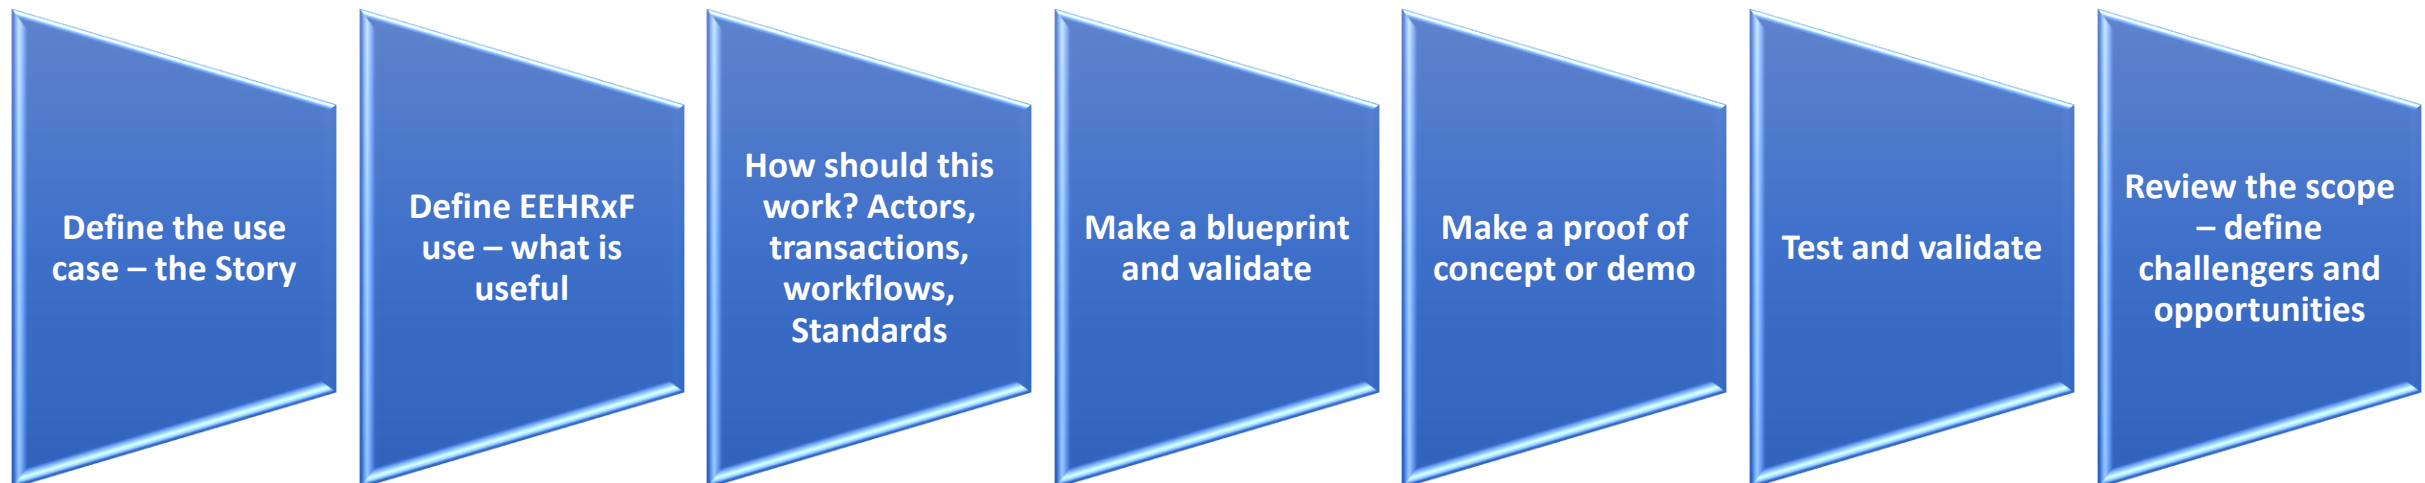 Define the use
case – the Story
Define EEHRxF
use – what is
useful
How should this
work? Actors,
transactions,
workflows,
Standards
Make a blueprint
and validate
Make a proof of
concept or demo
Test and validate
Review the scope
– define
challengers and
opportunities